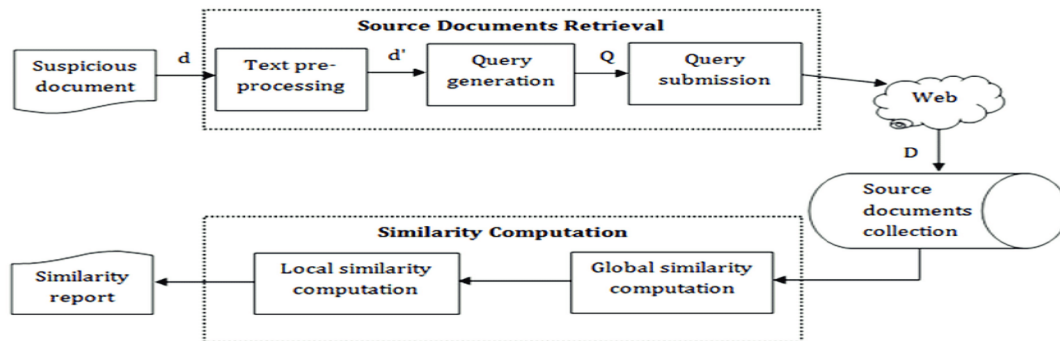 Source Documents Retrieval
Suspicious
document
d
Text pre-
processing
d'
Query
generation
Q
Query
submission
Web
D
Source
documents
collection
Similarity Computation
Global similarity
computation
Local similarity
computation
Similarity
report